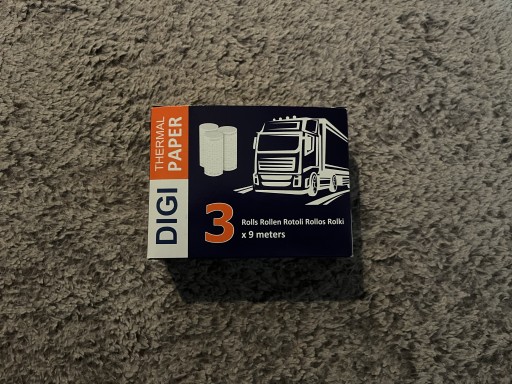 DIGI
THERMAL
PAPER
3
Rolls Rollen Rotoli Rollos Rolki
x 9 meters